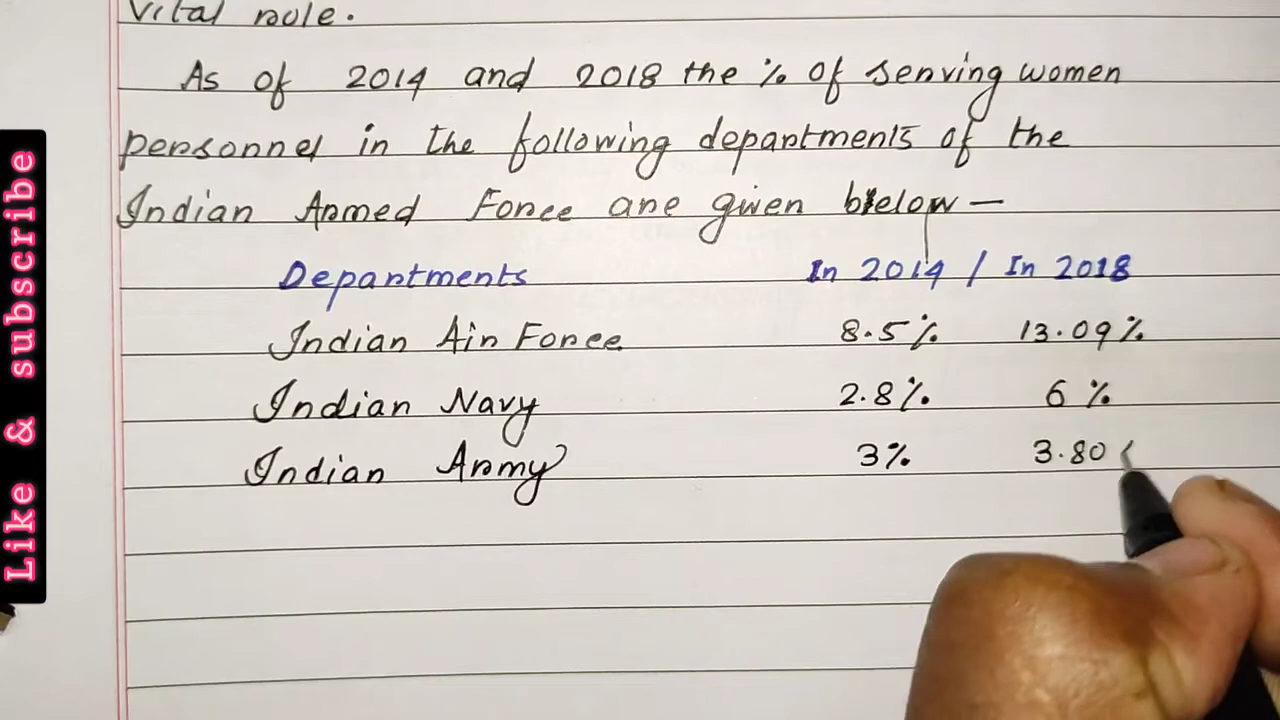 Vital role.
As of 2014 and 2018 the % of serving women
personnel in the following departments of the
Indian Armed Force are given below —
Departments In 2014 / In 2018
Indian Air Force 8.5% 13.09%
Indian Navy 2.8% 6 %
Indian Army 3% 3.80
Like & subscribe